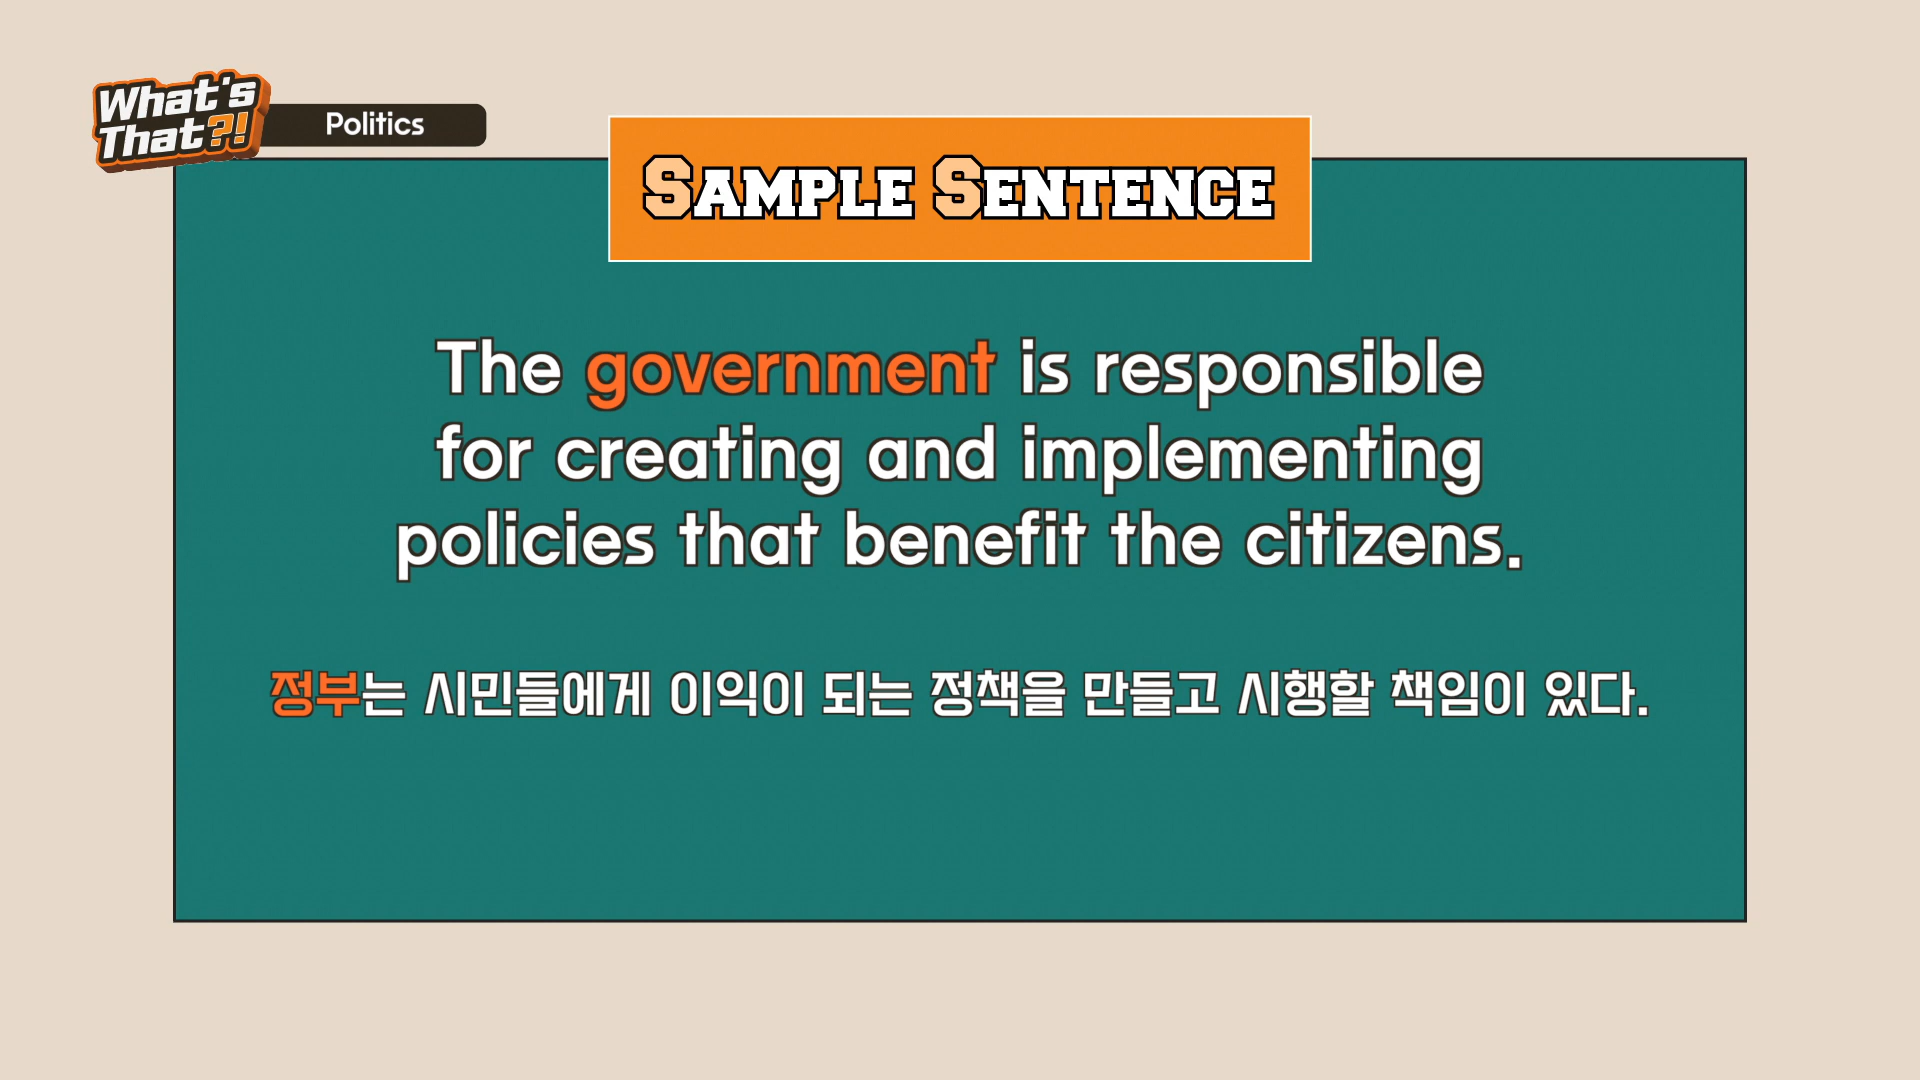 What's
That?!
Politics
SAMPLE SENTENCE
The government is responsible
for creating and implementing
policies that benefit the citizens.
정부는 시민들에게 이익이 되는 정책을 만들고 시행할 책임이 있다.